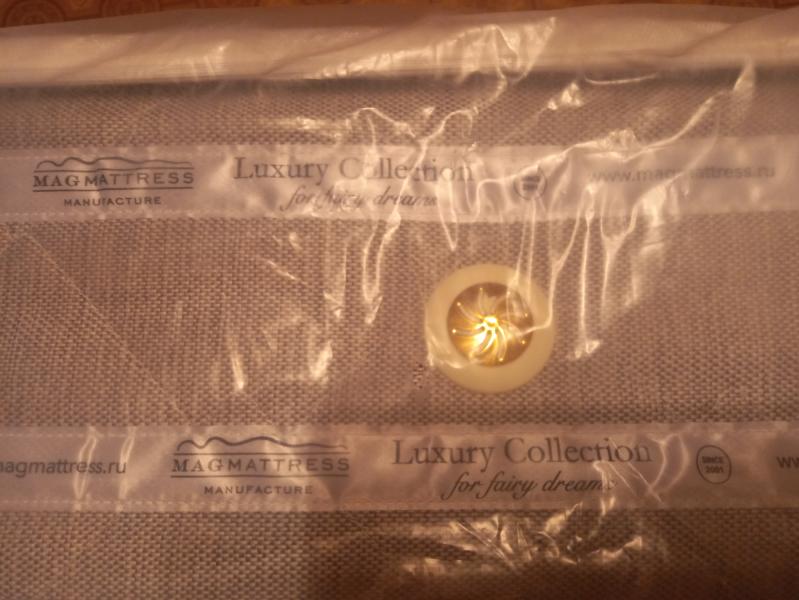 MAGMATTRESS
MANUFACTURE
Luxury Collection
for fairy dreams
www.magmattress.ru
magmattress.ru
MAGMATTRESS
MANUFACTURE
Luxury Collection
for fairy dreams
SINCE
2001